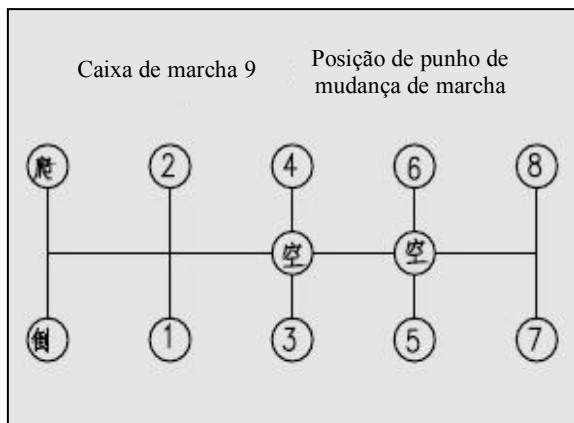 Caixa de marcha 9
Posição de punho de
mudança de marcha
爬 2 4 6 8
空 空
倒 1 3 5 7